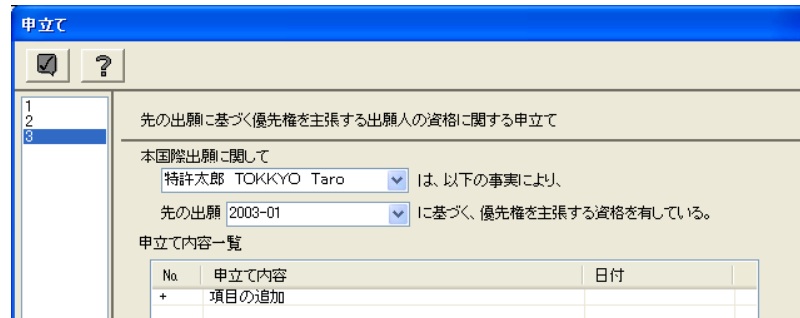 申立て
?
1
2
3
先の出願に基づく優先権を主張する出願人の資格に関する申立て
本国際出願に関して
特許太郎 TOKKYO Taro は、以下の事実により、
先の出願 2003-01 に基づく、優先権を主張する資格を有している。
申立て内容一覧
No. 申立て内容 日付
+ 項目の追加